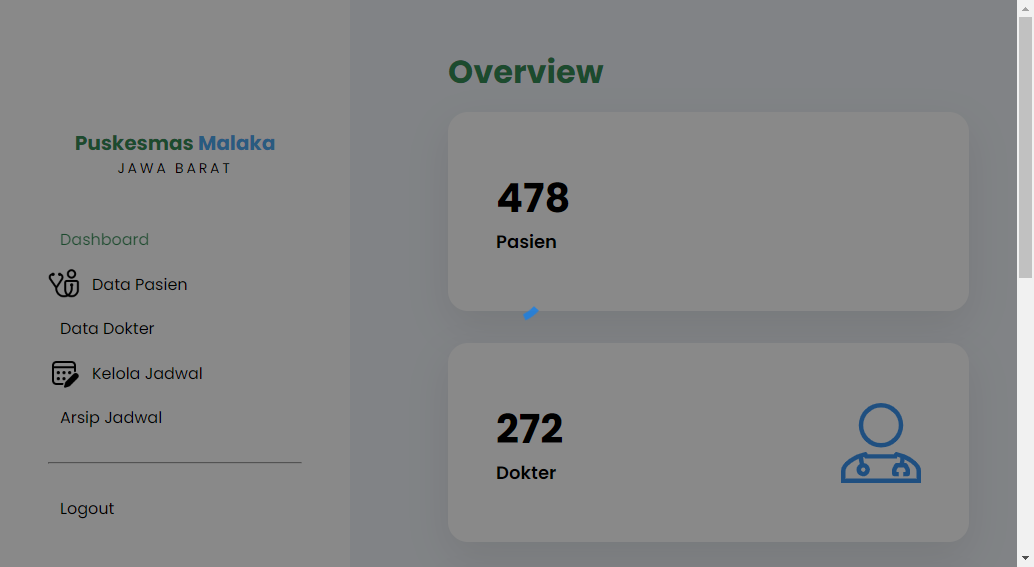 Puskesmas Malaka
JAWA BARAT
Dashboard
Data Pasien
Data Dokter
Kelola Jadwal
Arsip Jadwal
Logout
Overview
478
Pasien
272
Dokter